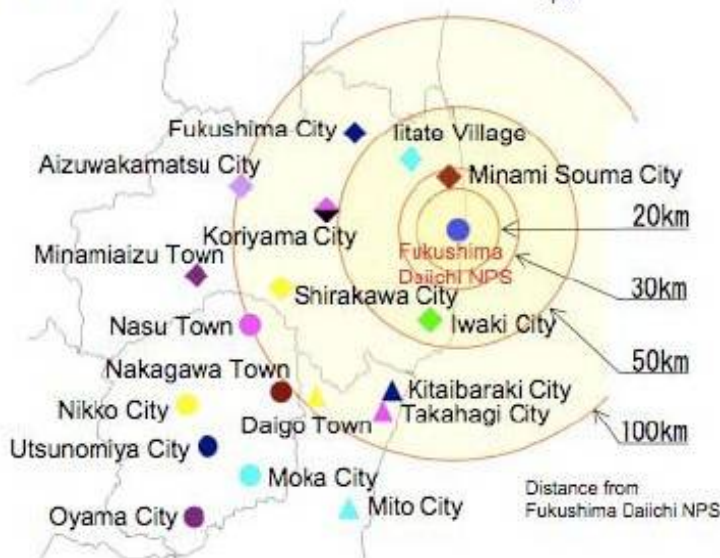 Fukushima City
Iitate Village
Aizuwakamatsu City
Minami Souma City
20km
Koriyama City
Fukushima
Daiichi NPS
Minamiaizu Town
30km
Shirakawa City
Nasu Town
Iwaki City
50km
Nakagawa Town
Kitaibaraki City
Nikko City
Daigo Town
Takahagi City
100km
Utsunomiya City
Moka City
Mito City
Oyama City
Distance from
Fukushima Daiichi NPS